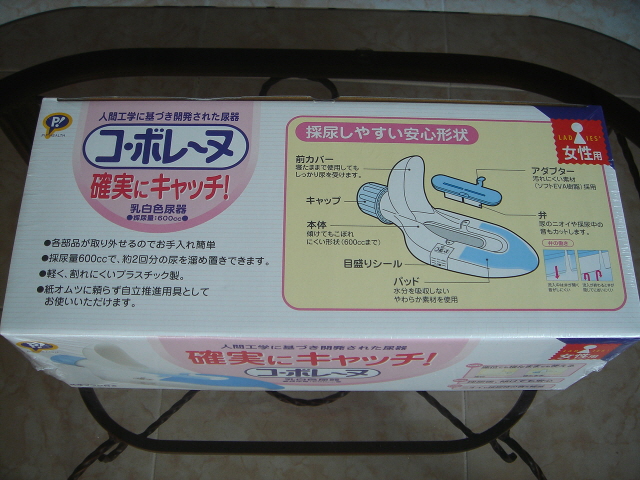 P!
人間工学に基づき開発された尿器
コ・ボレ〜ヌ
確実にキャッチ!
乳白色尿器
●採尿量:600cc●
●各部品が取り外せるのでお手入れ簡単
●採尿量600ccで、約2回分の尿を溜め置きできます。
●軽く、割れにくいプラスチック製。
●紙オムツに頼らず自立推進用具として
お使いいただけます。
採尿しやすい安心形状
LADIES'
女性用
前カバー
寝たままで使用しても
しっかり尿を受けます。
キャップ
本体
傾けてもこぼれ
にくい形状(600ccまで)
目盛りシール
パッド
水分を吸収しない
やわらか素材を使用
アダプター
汚れにくい素材
(ソフトEVA樹脂)採用
弁
尿のニオイや採尿中の
音もカットします。
弁の働き
人間工学に基づき開発された尿器
確実にキャッチ!
コ・ボレ〜ヌ
乳白色尿器
P!
LADIES'
女性用